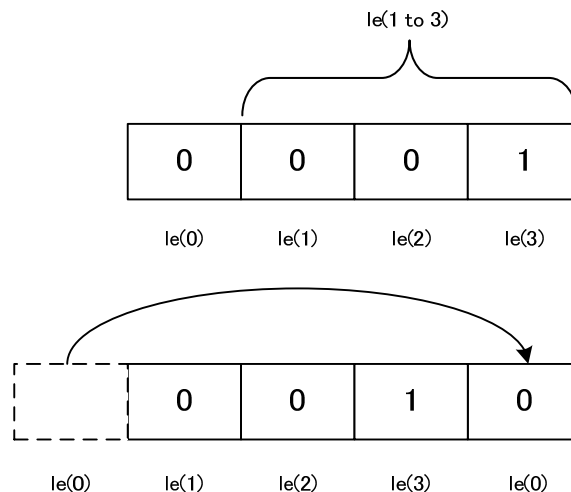 le(1 to 3)
0 0 0 1
le(0) le(1) le(2) le(3)
0 0 1 0
le(0) le(1) le(2) le(3) le(0)